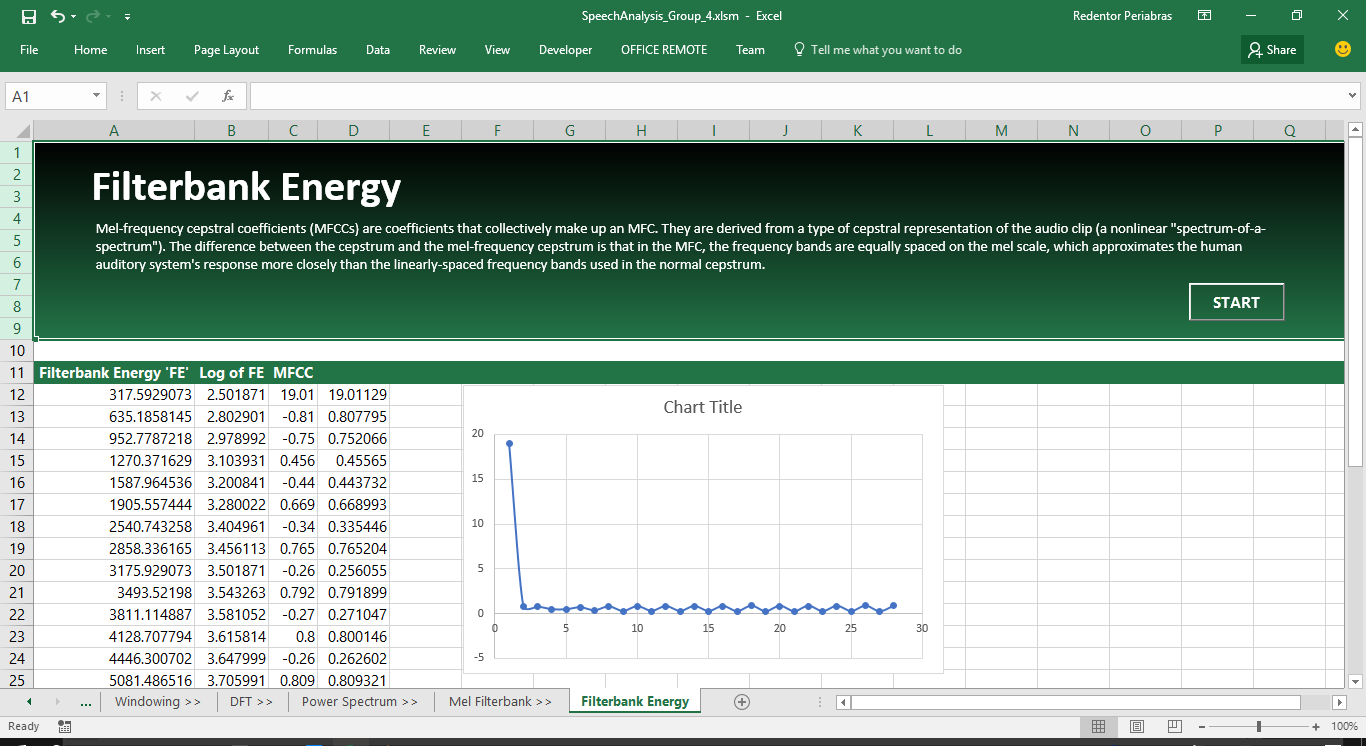 SpeechAnalysis_Group_4.xlsm - Excel
Redentor Periabras
File Home Insert Page Layout Formulas Data Review View Developer OFFICE REMOTE Team Tell me what you want to do Share
A1 fx
A B C D E F G H I J K L M N O P Q
1
2
3
4
5
6
7
8
9
Filterbank Energy
Mel-frequency cepstral coefficients (MFCCs) are coefficients that collectively make up an MFC. They are derived from a type of cepstral representation of the audio clip (a nonlinear "spectrum-of-a-
spectrum"). The difference between the cepstrum and the mel-frequency cepstrum is that in the MFC, the frequency bands are equally spaced on the mel scale, which approximates the human
auditory system's response more closely than the linearly-spaced frequency bands used in the normal cepstrum.
START
10
11 Filterbank Energy 'FE' Log of FE MFCC
12 317.5929073 2.501871 19.01 19.01129
13 635.1858145 2.802901 -0.81 0.807795
14 952.7787218 2.978992 -0.75 0.752066
15 1270.371629 3.103931 0.456 0.45565
16 1587.964536 3.200841 -0.44 0.443732
17 1905.557444 3.280022 0.669 0.668993
18 2540.743258 3.404961 -0.34 0.335446
19 2858.336165 3.456113 0.765 0.765204
20 3175.929073 3.501871 -0.26 0.256055
21 3493.52198 3.543263 0.792 0.791899
22 3811.114887 3.581052 -0.27 0.271047
23 4128.707794 3.615814 0.8 0.800146
24 4446.300702 3.647999 -0.26 0.262602
25 5081.486516 3.705991 0.809 0.809321
Chart Title
20
15
10
5
0
-5
0 5 10 15 20 25 30
... Windowing >> DFT >> Power Spectrum >> Mel Filterbank >> Filterbank Energy
Ready 100%